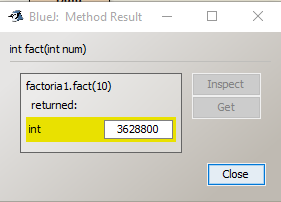 BlueJ: Method Result
int fact(int num)
factoria1.fact(10)
returned:
int 3628800
Inspect
Get
Close